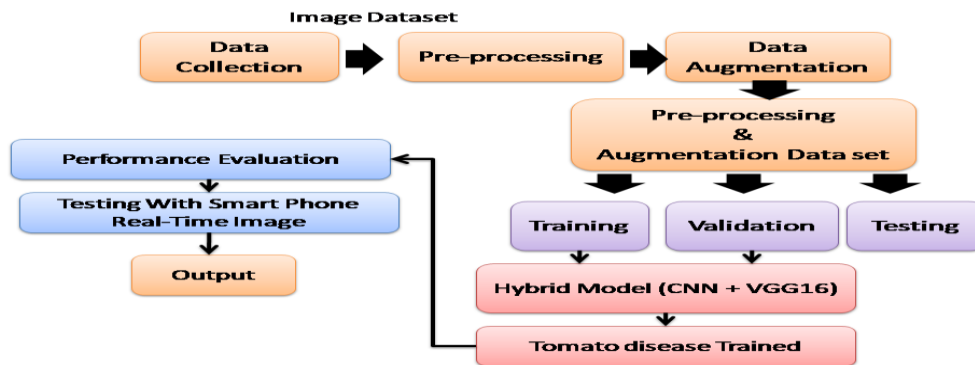 Image Dataset
Data
Collection
Pre-processing
Data
Augmentation
Pre-processing
&
Augmentation Data set
Training
Validation
Testing
Hybrid Model (CNN + VGG16)
Tomato disease Trained
Performance Evaluation
Testing With Smart Phone
Real-Time Image
Output